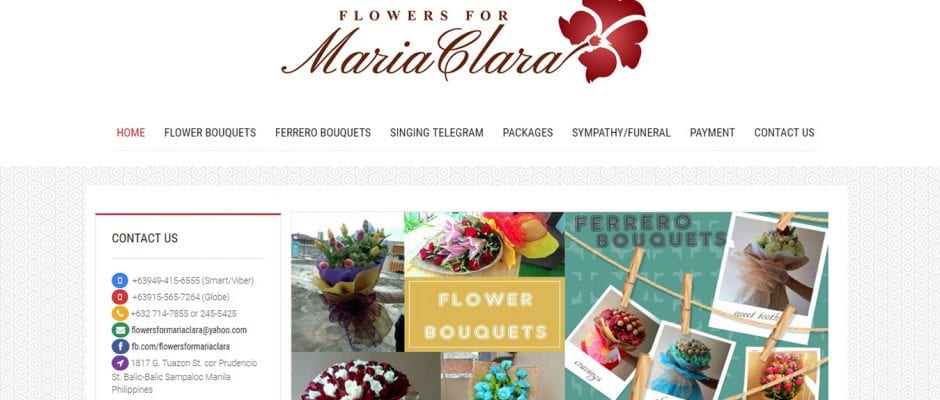 FLOWERS FOR
MariaClara
HOME FLOWER BOUQUETS FERRERO BOUQUETS SINGING TELEGRAM PACKAGES SYMPATHY/FUNERAL PAYMENT CONTACT US
CONTACT US
+63949-415-6555 (Smart/Viber)
+63915-565-7264 (Globe)
+632 714-7855 or 245-5425
flowersformariaclara@yahoo.com
fb.com/flowersformariaclara
1817 G. Tuazon St. cor Prudencio
St. Balic-Balic Sampaloc Manila
Philippines
FLOWER
BOUQUETS
FERRERO
BOUQUETS
sweet tooth
cravings